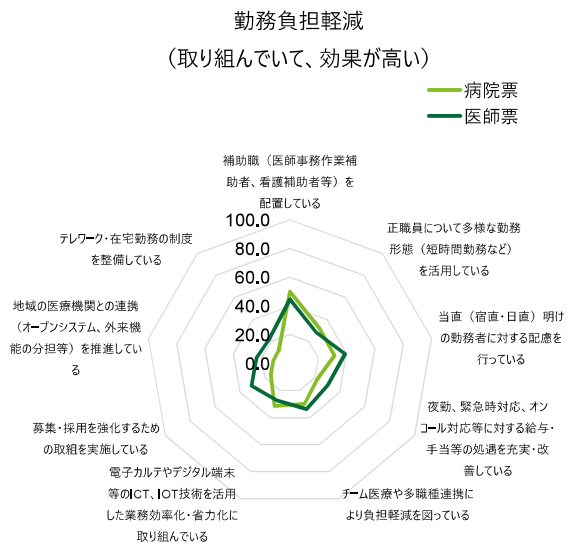 勤務負担軽減
（取り組んでいて、効果が高い）
病院票
医師票
補助職（医師事務作業補
助者、看護補助者等）を
配置している
正職員について多様な勤務
形態（短時間勤務など）
を活用している
当直（宿直・日直）明け
の勤務者に対する配慮を
行っている
夜勤、緊急時対応、オン
コール対応等に対する給与・
手当等の処遇を充実・改
善している
チーム医療や多職種連携に
より負担軽減を図っている
電子カルテやデジタル端末
等のICT、IOT技術を活用
した業務効率化・省力化に
取り組んでいる
募集・採用を強化するため
の取組を実施している
地域の医療機関との連携
（オープンシステム、外来機
能の分担等）を推進してい
る
テレワーク・在宅勤務の制度
を整備している
100.0
80.0
60.0
40.0
20.0
0.0